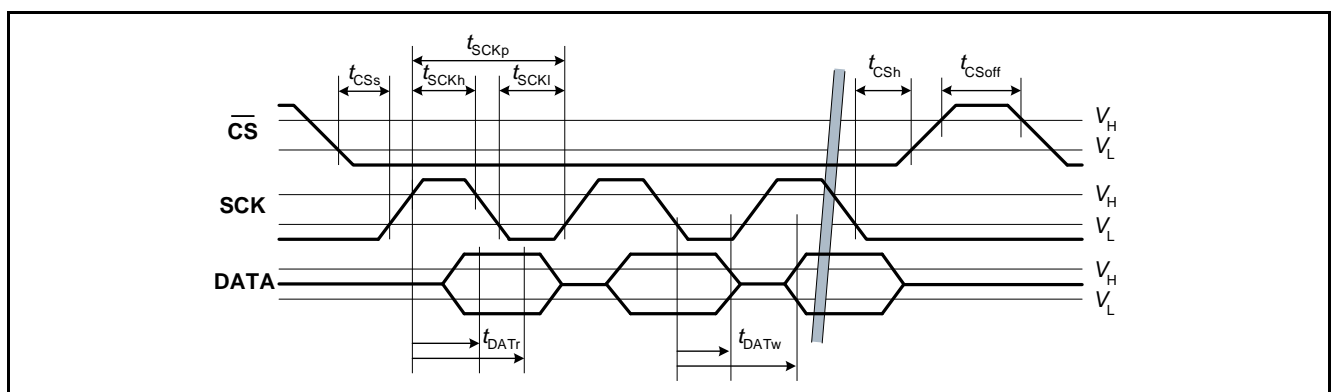 tSCKp
tCSs tSCKh tSCKl tCSh tCSoff
CS VH
VL
SCK VH
VL
DATA VH
VL
tDATr tDATw